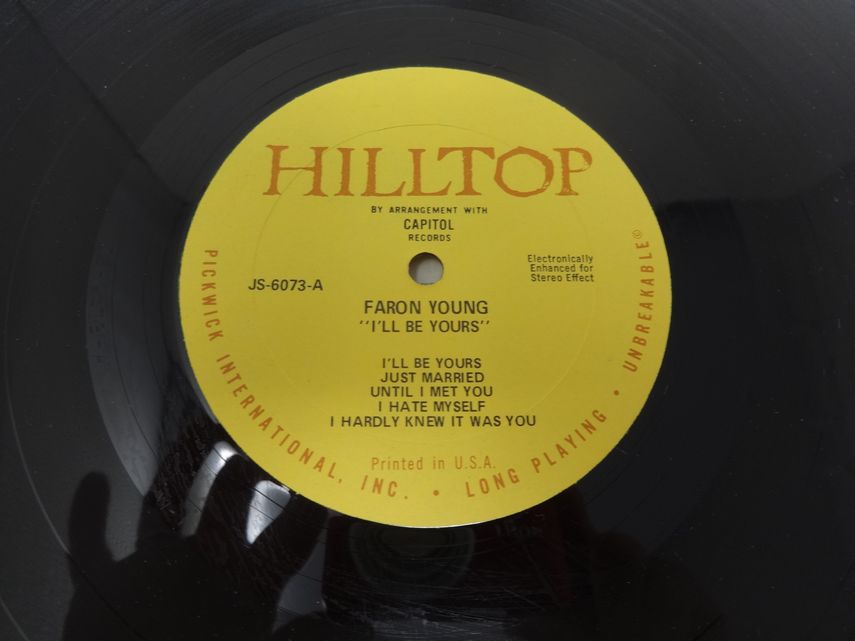 HILLTOP
BY ARRANGEMENT WITH
CAPITOL
RECORDS
Electronically
Enhanced for
Stereo Effect
JS-6073-A
FARON YOUNG
"I'LL BE YOURS"
I'LL BE YOURS
JUST MARRIED
UNTIL I MET YOU
I HATE MYSELF
I HARDLY KNEW IT WAS YOU
Printed in U.S.A.
PICKWICK INTERNATIONAL, INC. • LONG PLAYING • UNBREAKABLE®